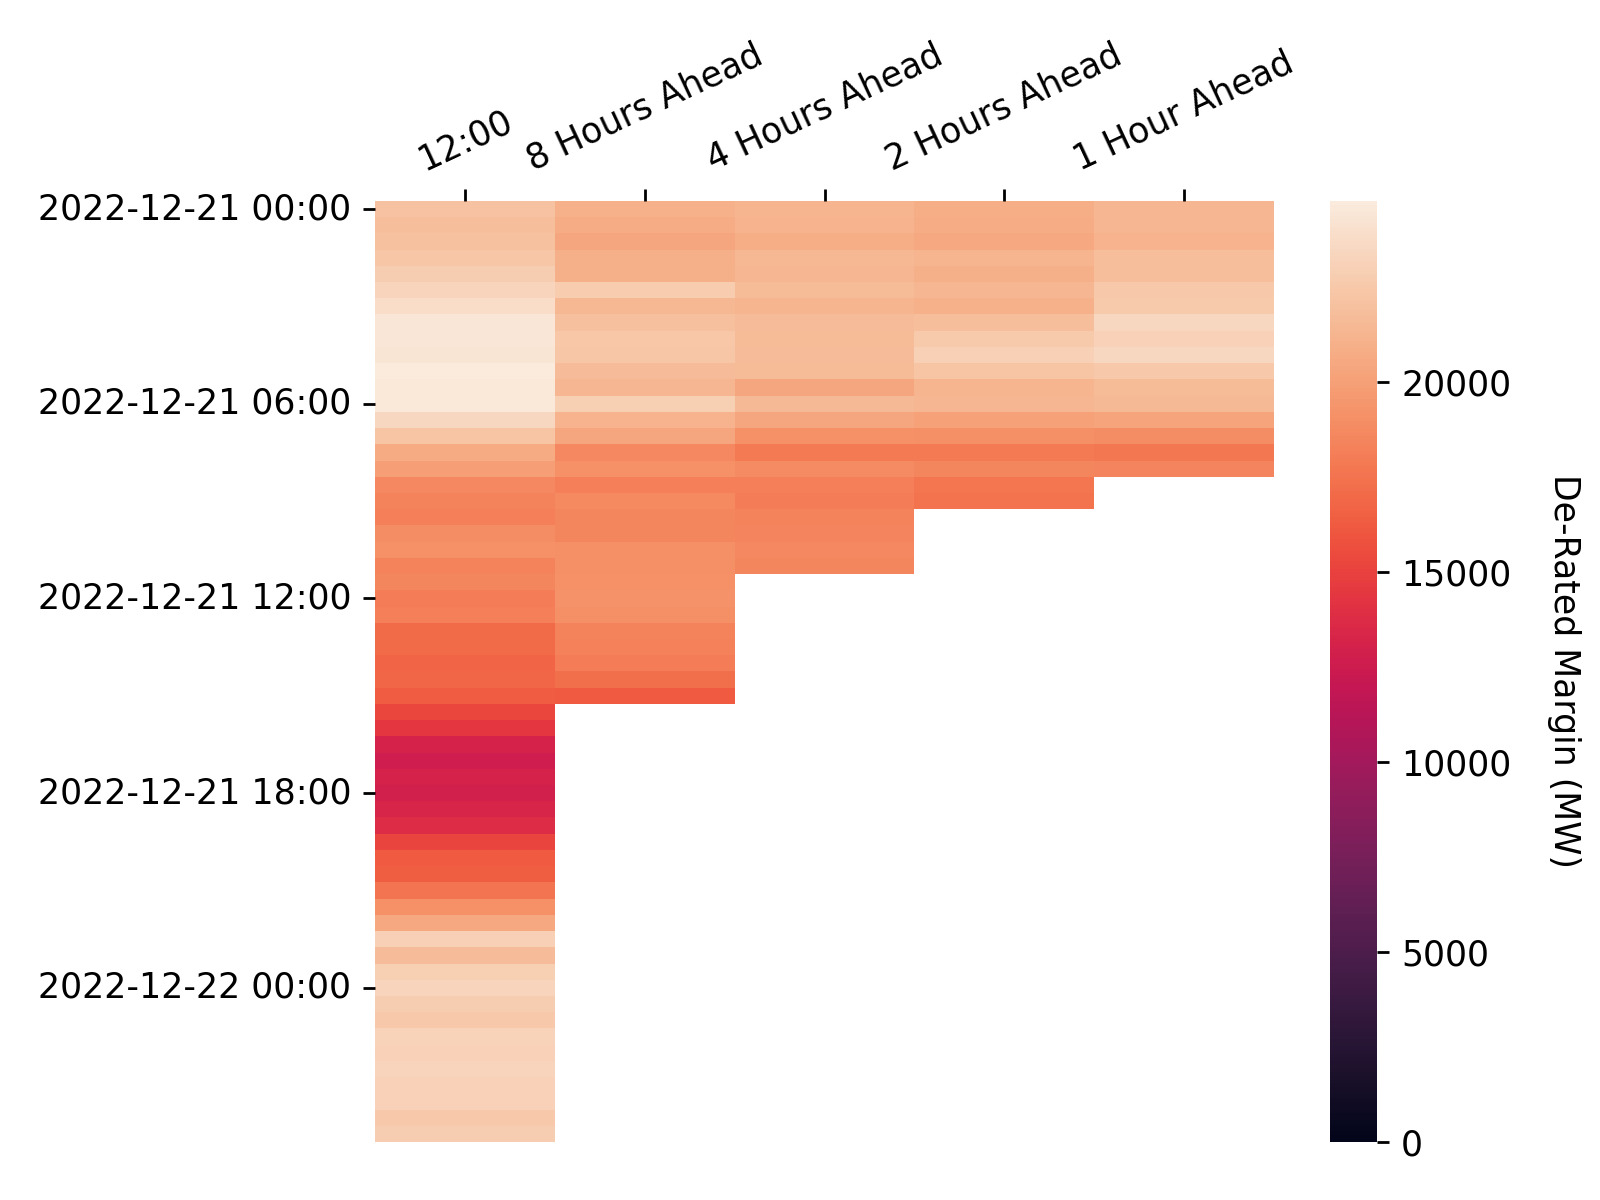 12:00
8 Hours Ahead
4 Hours Ahead
2 Hours Ahead
1 Hour Ahead
2022-12-21 00:00
2022-12-21 06:00
2022-12-21 12:00
2022-12-21 18:00
2022-12-22 00:00
20000
15000
10000
5000
0
De-Rated Margin (MW)